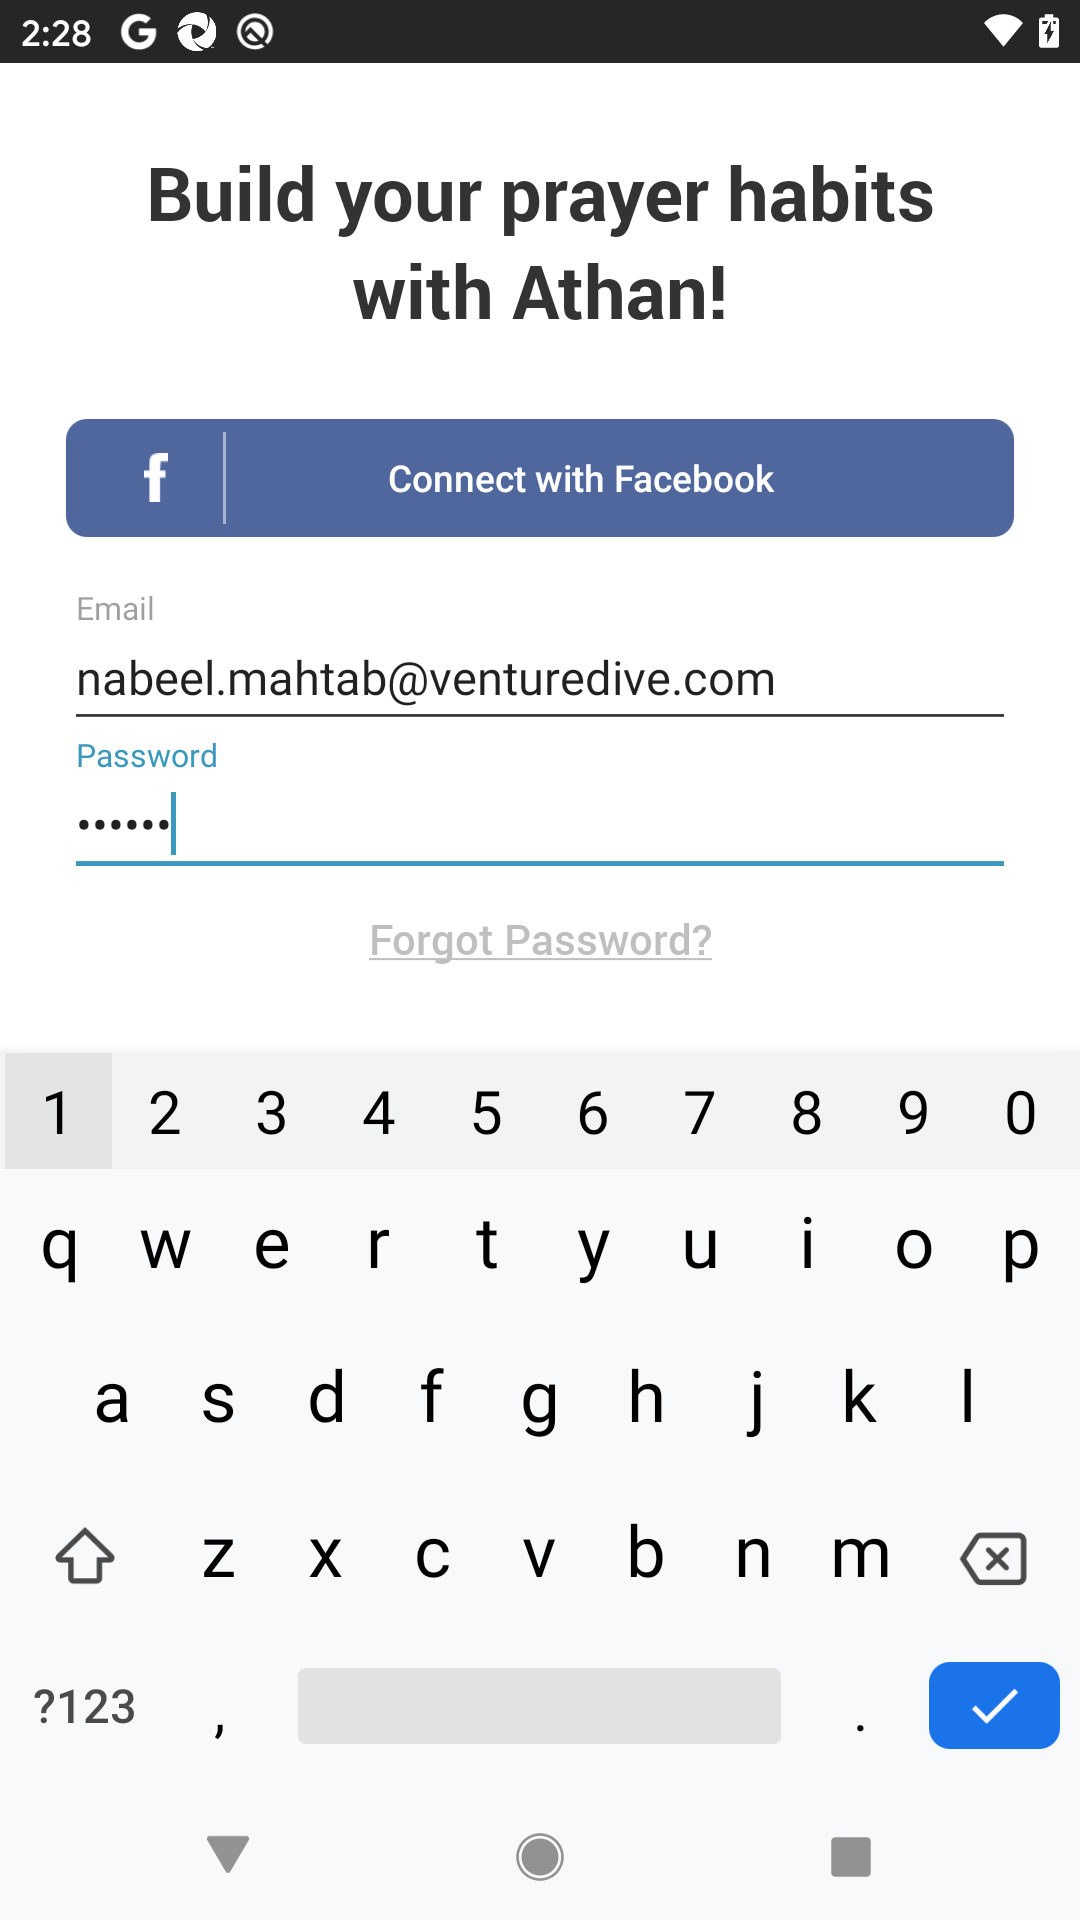 2:28
Build your prayer habits
with Athan!
f Connect with Facebook
Email
nabeel.mahtab@venturedive.com
Password
••••••
Forgot Password?
1 2 3 4 5 6 7 8 9 0
q w e r t y u i o p
a s d f g h j k l
z x c v b n m
?123 , .